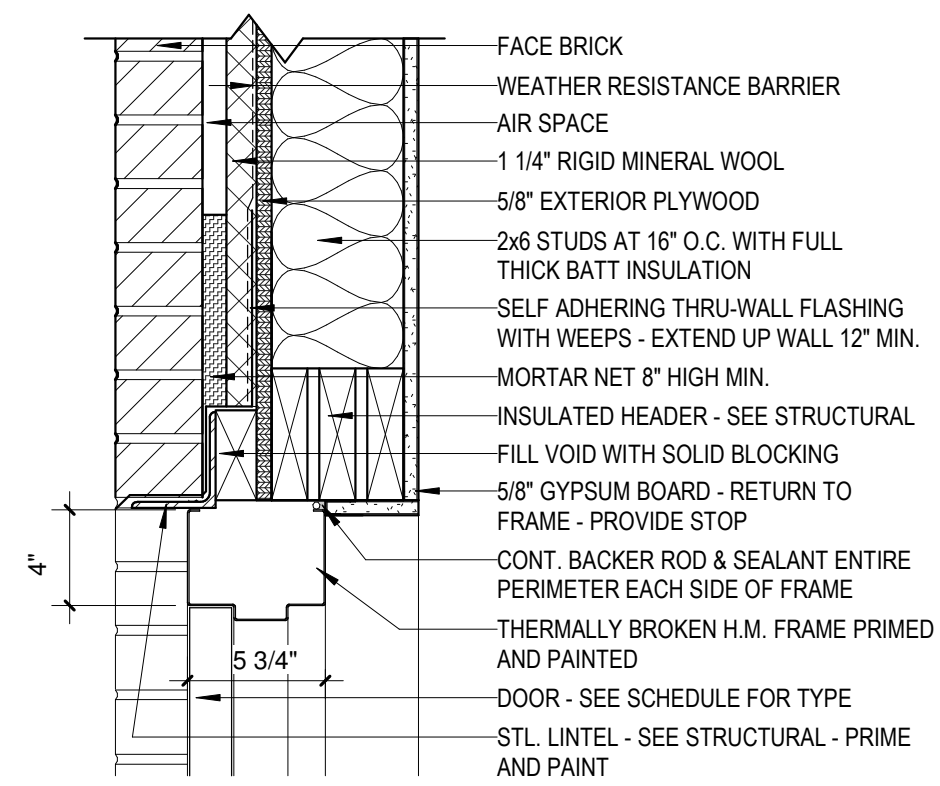 FACE BRICK
WEATHER RESISTANCE BARRIER
AIR SPACE
1 1/4" RIGID MINERAL WOOL
5/8" EXTERIOR PLYWOOD
2x6 STUDS AT 16" O.C. WITH FULL
THICK BATT INSULATION
SELF ADHERING THRU-WALL FLASHING
WITH WEEPS - EXTEND UP WALL 12" MIN.
MORTAR NET 8" HIGH MIN.
INSULATED HEADER - SEE STRUCTURAL
FILL VOID WITH SOLID BLOCKING
5/8" GYPSUM BOARD - RETURN TO
FRAME - PROVIDE STOP
CONT. BACKER ROD & SEALANT ENTIRE
PERIMETER EACH SIDE OF FRAME
THERMALLY BROKEN H.M. FRAME PRIMED
AND PAINTED
DOOR - SEE SCHEDULE FOR TYPE
STL. LINTEL - SEE STRUCTURAL - PRIME
AND PAINT
4"
5 3/4"